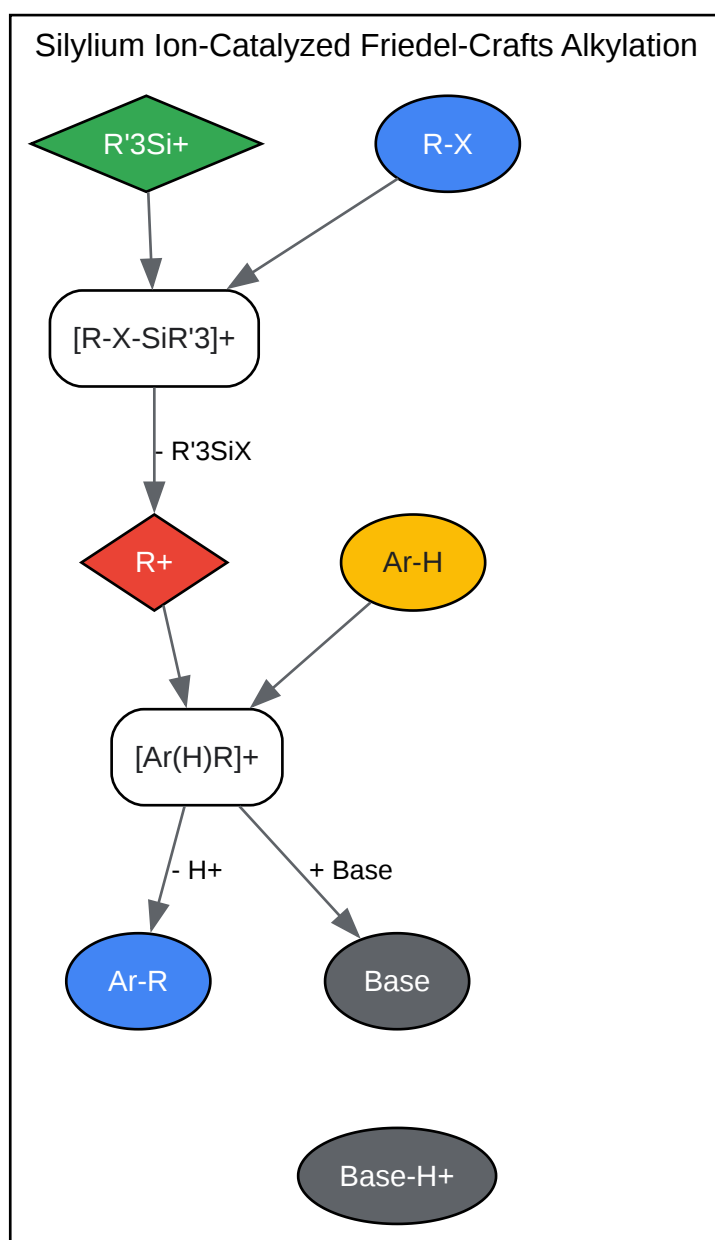 Silylium Ion-Catalyzed Friedel-Crafts Alkylation
R'3Si+
R-X
[R-X-SiR'3]+
- R'3SiX
R+
Ar-H
[Ar(H)R]+
- H+
+ Base
Ar-R
Base
Base-H+